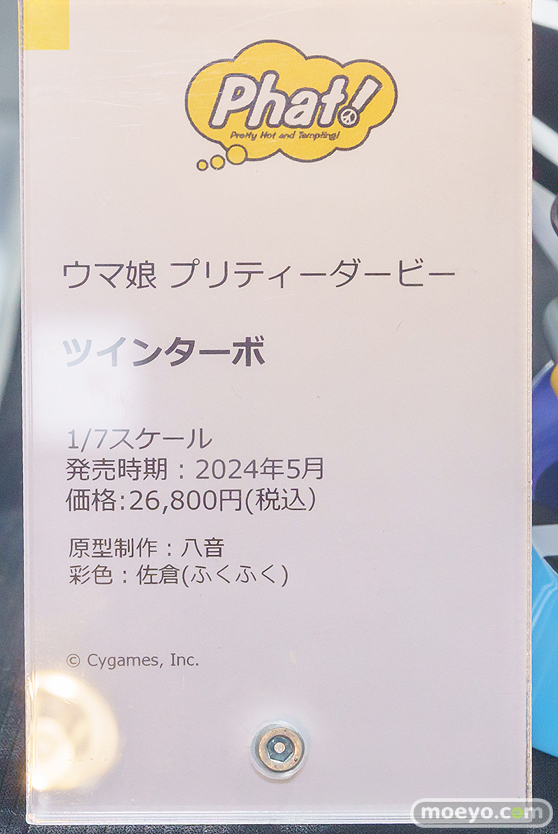 Phat!
Pretty Hot and Tempting!
ウマ娘 プリティーダービー
ツインターボ
1/7スケール
発売時期：2024年5月
価格:26,800円(税込)
原型制作：八音
彩色：佐倉(ふくふく)
© Cygames, Inc.
moeyo.com